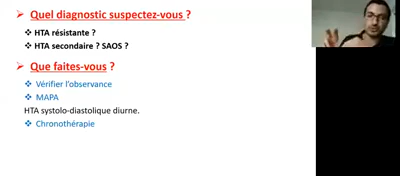 Quel diagnostic suspectez-vous ?
HTA résistante ?
HTA secondaire ? SAOS ?
Que faites-vous ?
Vérifier l'observance
MAPA
HTA systolo-diastolique diurne.
Chronothérapie